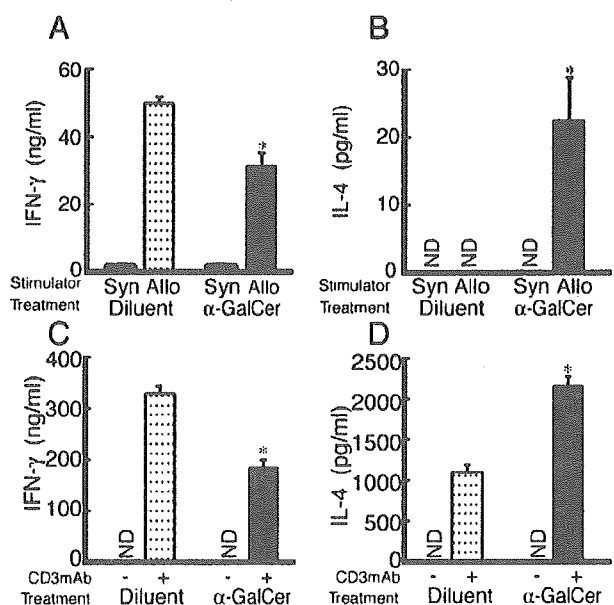 A
IFN-γ (ng/ml)
60
40
20
0
*
Stimulator Syn Allo Syn Allo
Treatment Diluent α-GalCer
B
IL-4 (pg/ml)
30
20
10
0
ND ND ND
*
Stimulator Syn Allo Syn Allo
Treatment Diluent α-GalCer
C
IFN-γ (ng/ml)
400
300
200
100
0
ND ND
*
CD3mAb - + - +
Treatment Diluent α-GalCer
D
IL-4 (pg/ml)
2500
2000
1500
1000
500
0
ND ND
*
CD3mAb - + - +
Treatment Diluent α-GalCer